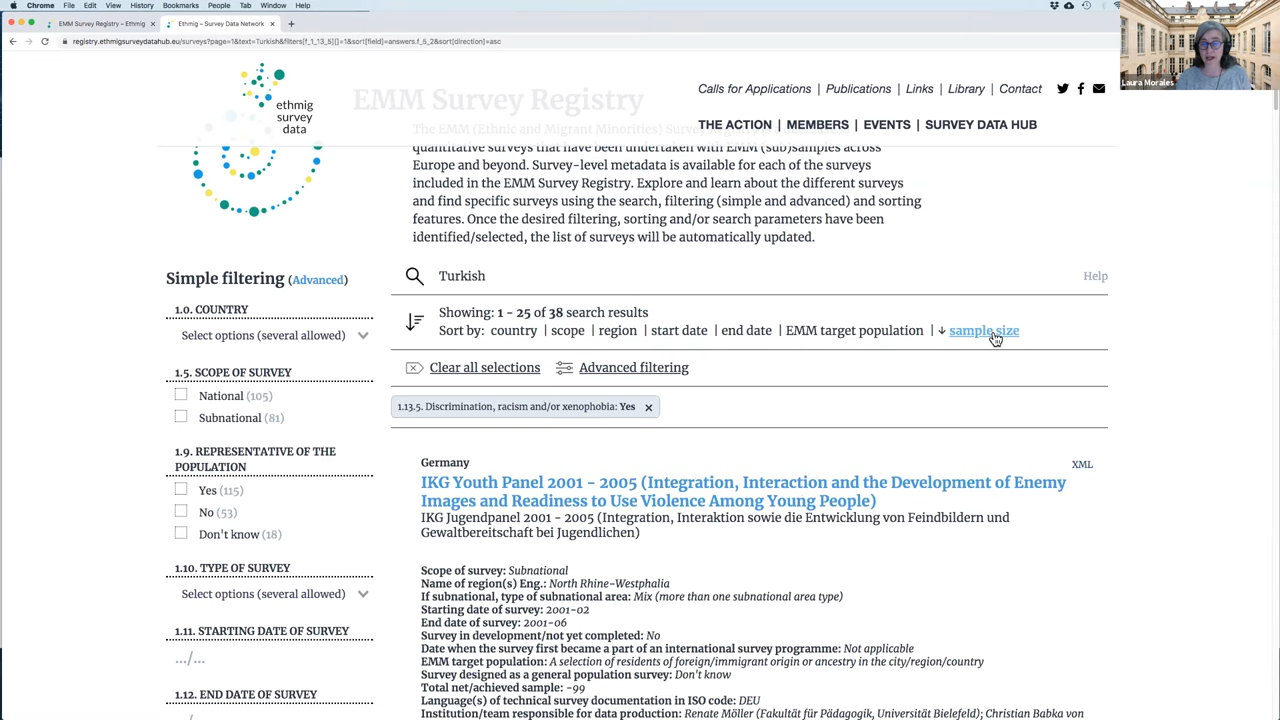 Chrome File Edit View History Bookmarks People Tab Window Help
EMM Survey Registry – Ethmig × Ethmig – Survey Data Network × +
registry.ethmigsurveydatahub.eu/surveys?page=1&text=Turkish&filters[f_1_13_5][]=1&sort[field]=answers.f_5_2&sort[direction]=asc
Laura Morales
ethmig
survey
data
Calls for Applications | Publications | Links | Library | Contact
EMM Survey Registry
THE ACTION | MEMBERS | EVENTS | SURVEY DATA HUB
The EMM (Ethnic and Migrant Minorities) Survey
quantitative surveys that have been undertaken with EMM (sub)samples across
Europe and beyond. Survey-level metadata is available for each of the surveys
included in the EMM Survey Registry. Explore and learn about the different surveys
and find specific surveys using the search, filtering (simple and advanced) and sorting
features. Once the desired filtering, sorting and/or search parameters have been
identified/selected, the list of surveys will be automatically updated.
Simple filtering (Advanced)
1.0. COUNTRY
Select options (several allowed)
1.5. SCOPE OF SURVEY
National (105)
Subnational (81)
1.9. REPRESENTATIVE OF THE
POPULATION
Yes (115)
No (53)
Don't know (18)
1.10. TYPE OF SURVEY
Select options (several allowed)
1.11. STARTING DATE OF SURVEY
.../...
1.12. END DATE OF SURVEY
Turkish Help
Showing: 1 - 25 of 38 search results
Sort by: country | scope | region | start date | end date | EMM target population | ↓ sample size
Clear all selections Advanced filtering
1.13.5. Discrimination, racism and/or xenophobia: Yes ×
Germany XML
IKG Youth Panel 2001 - 2005 (Integration, Interaction and the Development of Enemy
Images and Readiness to Use Violence Among Young People)
IKG Jugendpanel 2001 - 2005 (Integration, Interaktion sowie die Entwicklung von Feindbildern und
Gewaltbereitschaft bei Jugendlichen)
Scope of survey: Subnational
Name of region(s) Eng.: North Rhine-Westphalia
If subnational, type of subnational area: Mix (more than one subnational area type)
Starting date of survey: 2001-02
End date of survey: 2001-06
Survey in development/not yet completed: No
Date when the survey first became a part of an international survey programme: Not applicable
EMM target population: A selection of residents of foreign/immigrant origin or ancestry in the city/region/country
Survey designed as a general population survey: Don't know
Total net/achieved sample: -99
Language(s) of technical survey documentation in ISO code: DEU
Institution/team responsible for data production: Renate Möller (Fakultät für Pädagogik, Universität Bielefeld); Christian Babka von